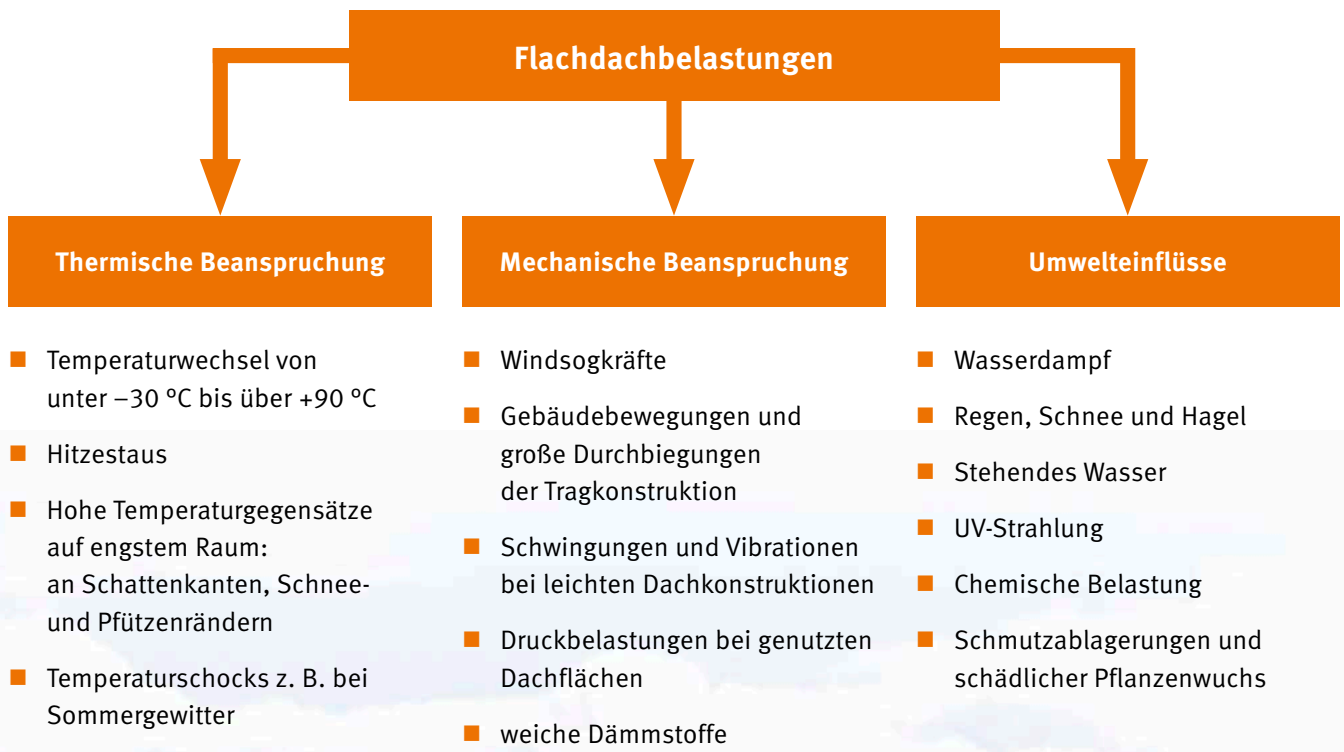 Flachdachbelastungen
Thermische Beanspruchung
Temperaturwechsel von
unter –30 °C bis über +90 °C
Hitzestaus
Hohe Temperaturgegensätze
auf engstem Raum:
an Schattenkanten, Schnee-
und Pfützenrändern
Temperaturschocks z. B. bei
Sommergewitter
Mechanische Beanspruchung
Windsogkräfte
Gebäudebewegungen und
große Durchbiegungen
der Tragkonstruktion
Schwingungen und Vibrationen
bei leichten Dachkonstruktionen
Druckbelastungen bei genutzten
Dachflächen
weiche Dämmstoffe
Umwelteinflüsse
Wasserdampf
Regen, Schnee und Hagel
Stehendes Wasser
UV-Strahlung
Chemische Belastung
Schmutzablagerungen und
schädlicher Pflanzenwuchs